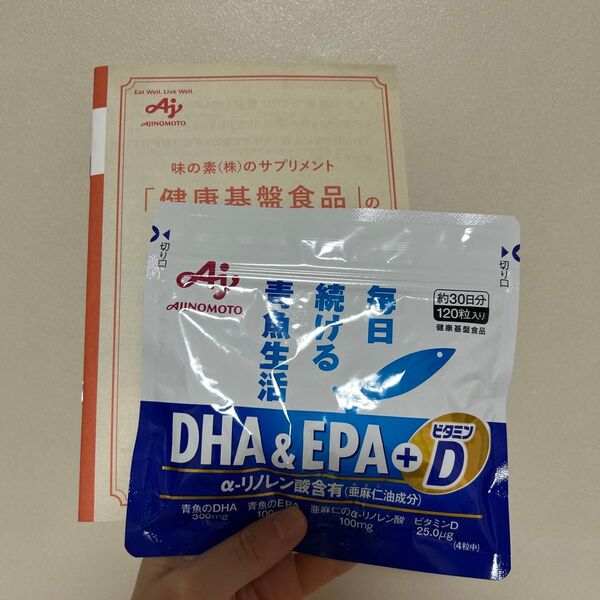 Eat Well, Live Well.
Aj
AJINOMOTO
味の素(株)のサプリメント
「健康基盤食品」の
切り口
切り口
Aj
AJINOMOTO
毎日
続ける
青魚生活
約30日分
120粒入り
健康基盤食品
DHA&EPA+
ビタミン
D
α-リノレン酸含有(亜麻仁油成分)
青魚のDHA
300mg
青魚のEPA
100mg
亜麻仁のα-リノレン酸
100mg
ビタミンD
25.0μg
(4粒中)